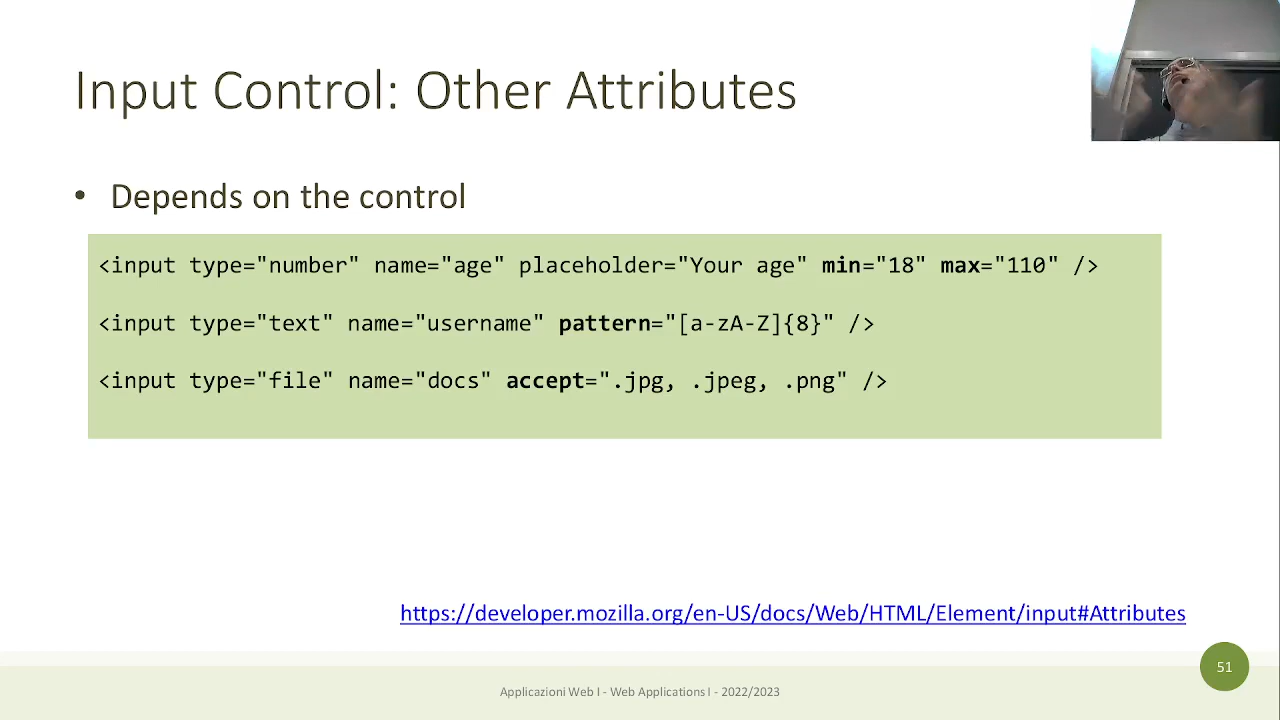 Input Control: Other Attributes
• Depends on the control
<input type="number" name="age" placeholder="Your age" min="18" max="110" />
<input type="text" name="username" pattern="[a-zA-Z]{8}" />
<input type="file" name="docs" accept=".jpg, .jpeg, .png" />
https://developer.mozilla.org/en-US/docs/Web/HTML/Element/input#Attributes
51
Applicazioni Web I - Web Applications I - 2022/2023